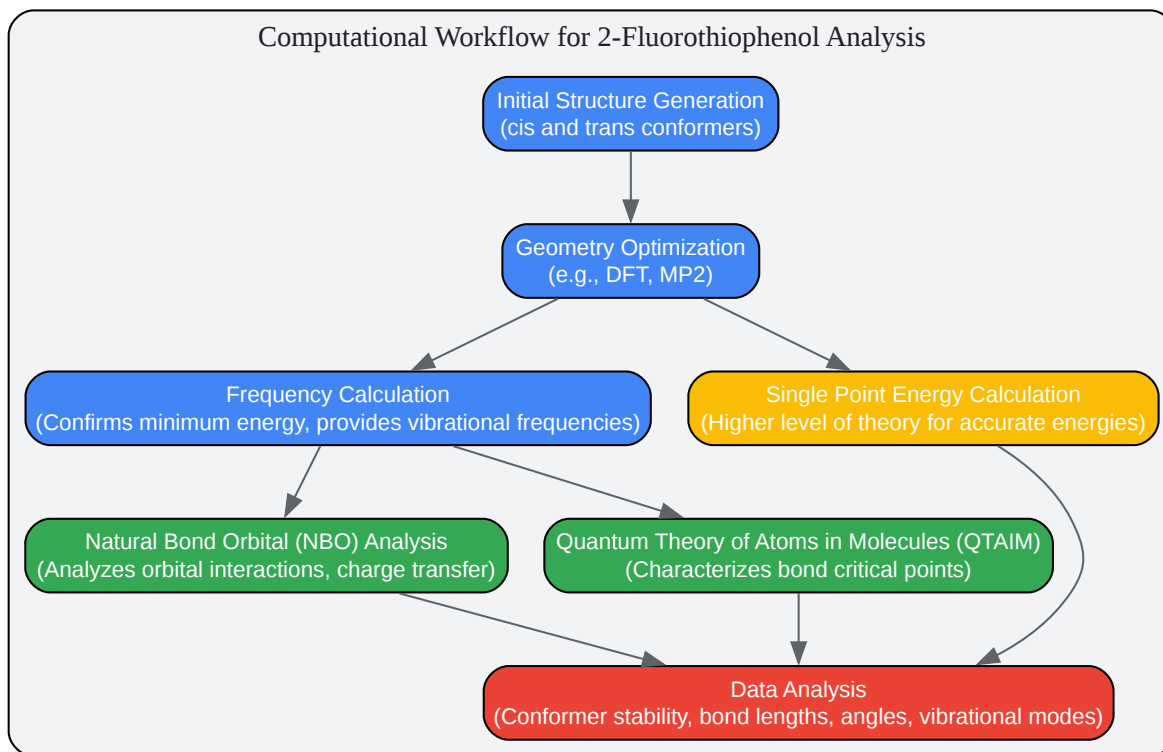 Computational Workflow for 2-Fluorothiophenol Analysis
Initial Structure Generation
(cis and trans conformers)
Geometry Optimization
(e.g., DFT, MP2)
Frequency Calculation
(Confirms minimum energy, provides vibrational frequencies)
Single Point Energy Calculation
(Higher level of theory for accurate energies)
Natural Bond Orbital (NBO) Analysis
(Analyzes orbital interactions, charge transfer)
Quantum Theory of Atoms in Molecules (QTAIM)
(Characterizes bond critical points)
Data Analysis
(Conformer stability, bond lengths, angles, vibrational modes)